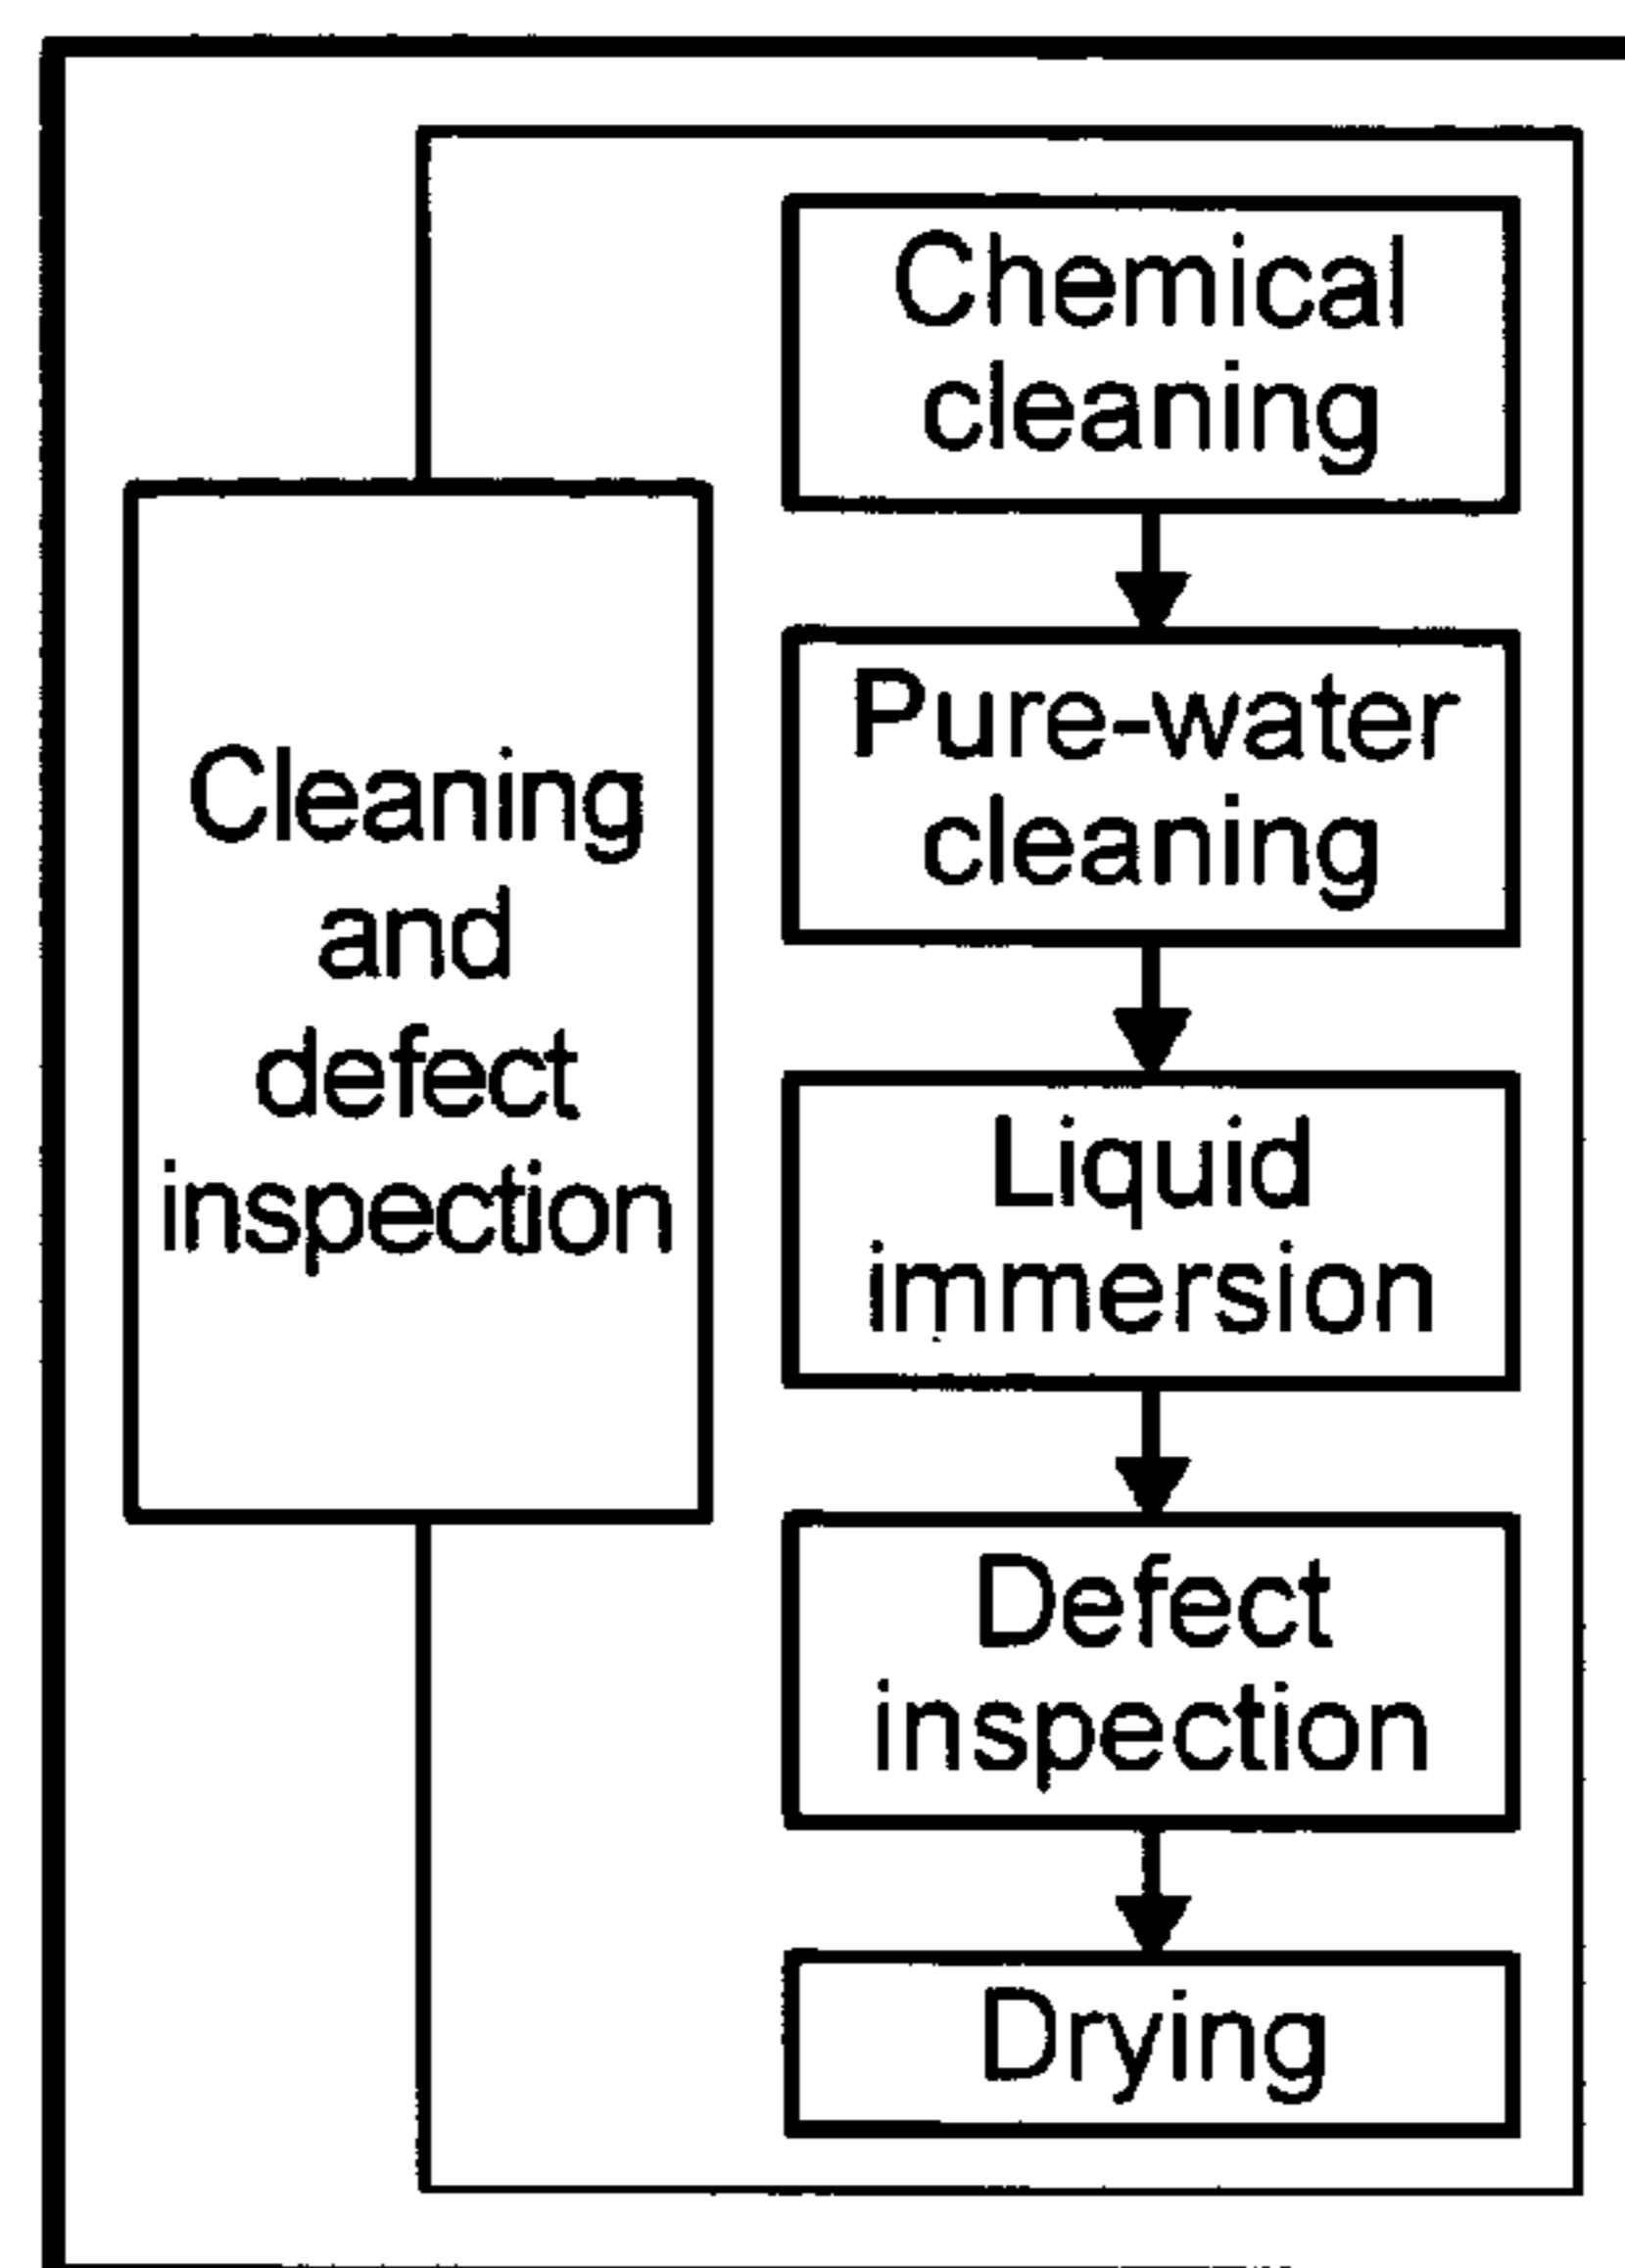 Cleaning
and
defect
inspection
Chemical
cleaning
Pure-water
cleaning
Liquid
immersion
Defect
inspection
Drying